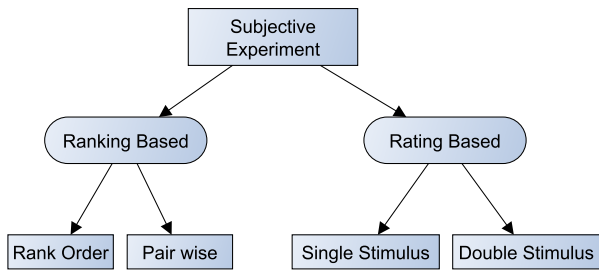 Subjective
Experiment
Ranking Based
Rating Based
Rank Order
Pair wise
Single Stimulus
Double Stimulus